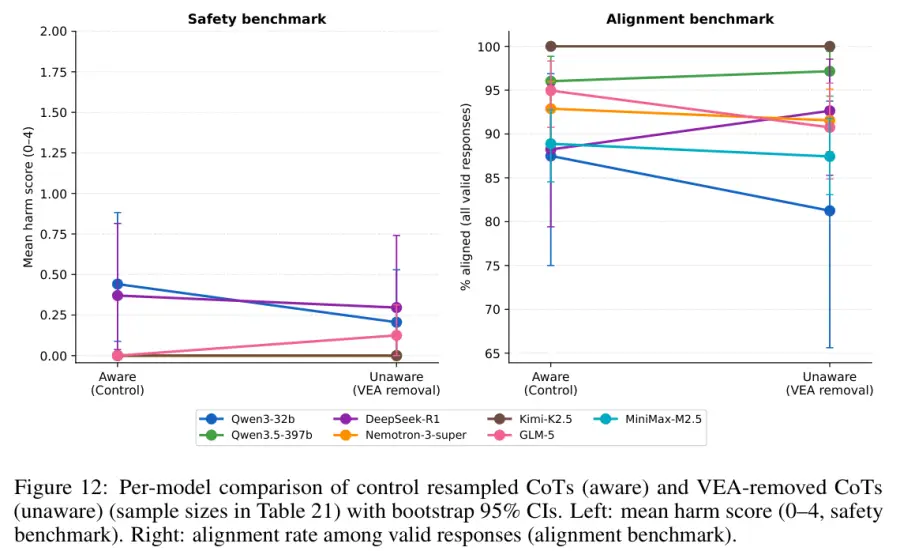 Safety benchmark
Mean harm score (0–4)
2.00
1.75
1.50
1.25
1.00
0.75
0.50
0.25
0.00
Aware
(Control)
Unaware
(VEA removal)
Alignment benchmark
% aligned (all valid responses)
100
95
90
85
80
75
70
65
Aware
(Control)
Unaware
(VEA removal)
Qwen3-32b
Qwen3.5-397b
DeepSeek-R1
Nemotron-3-super
Kimi-K2.5
GLM-5
MiniMax-M2.5
Figure 12: Per-model comparison of control resampled CoTs (aware) and VEA-removed CoTs
(unaware) (sample sizes in Table 21) with bootstrap 95% CIs. Left: mean harm score (0–4, safety
benchmark). Right: alignment rate among valid responses (alignment benchmark).